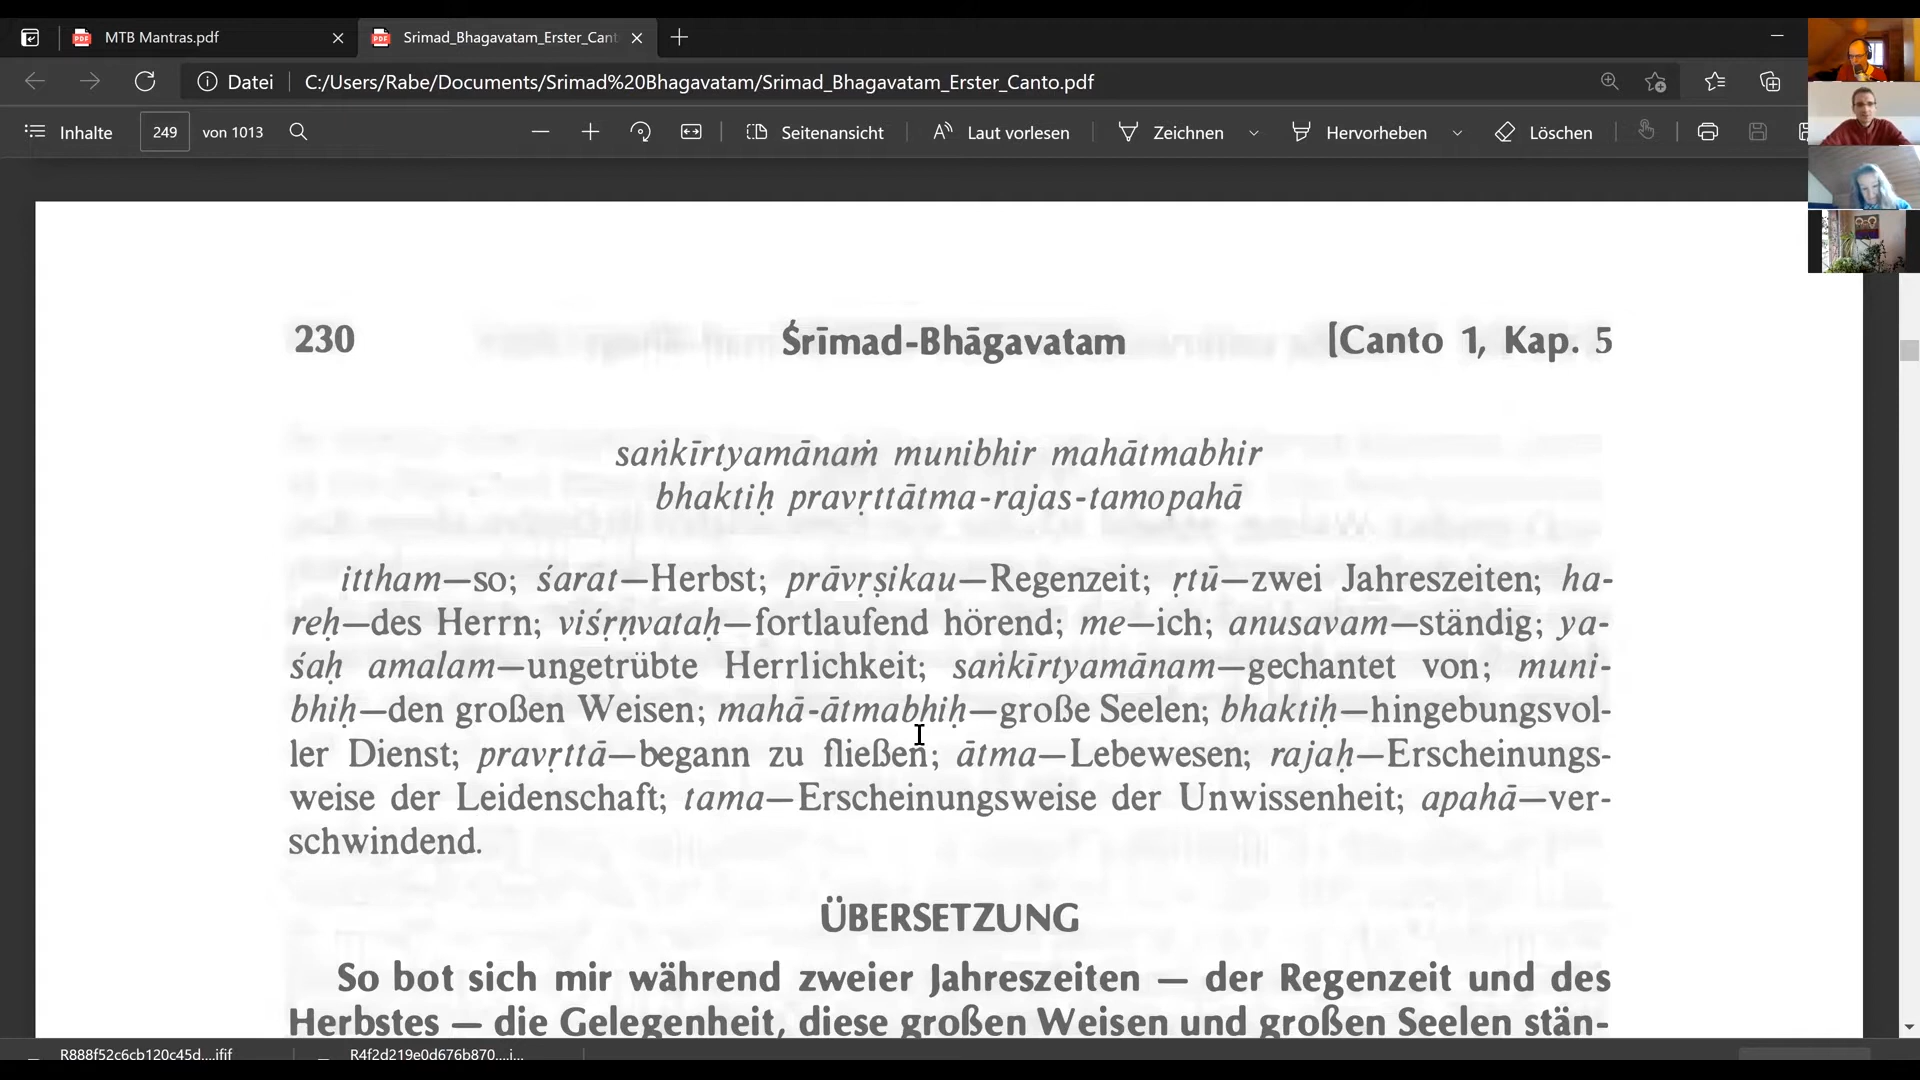 MTB Mantras.pdf
Srimad_Bhagavatam_Erster_Cant
Datei
C:/Users/Rabe/Documents/Srimad%20Bhagavatam/Srimad_Bhagavatam_Erster_Canto.pdf
Inhalte
249
von 1013
Seitenansicht
Laut vorlesen
Zeichnen
Hervorheben
Löschen
230 Śrīmad-Bhāgavatam [Canto 1, Kap. 5
saṅkīrtyamānaṁ munibhir mahātmabhir
bhaktiḥ pravṛttātma-rajas-tamopahā
ittham—so; śarat—Herbst; prāvṛṣikau—Regenzeit; ṛtū—zwei Jahreszeiten; ha-
reḥ—des Herrn; viśṛṇvataḥ—fortlaufend hörend; me—ich; anusavam—ständig; ya-
śaḥ amalam—ungetrübte Herrlichkeit; saṅkīrtyamānam—gechantet von; muni-
bhiḥ—den großen Weisen; mahā-ātmabhiḥ—große Seelen; bhaktiḥ—hingebungsvol-
ler Dienst; pravṛttā—begann zu fließen; ātma—Lebewesen; rajaḥ—Erscheinungs-
weise der Leidenschaft; tama—Erscheinungsweise der Unwissenheit; apahā—ver-
schwindend.
ÜBERSETZUNG
So bot sich mir während zweier Jahreszeiten — der Regenzeit und des
Herbstes — die Gelegenheit, diese großen Weisen und großen Seelen stän-
R888f52c6cb120c45d....jfif
R4f2d219e0d676b870....j...